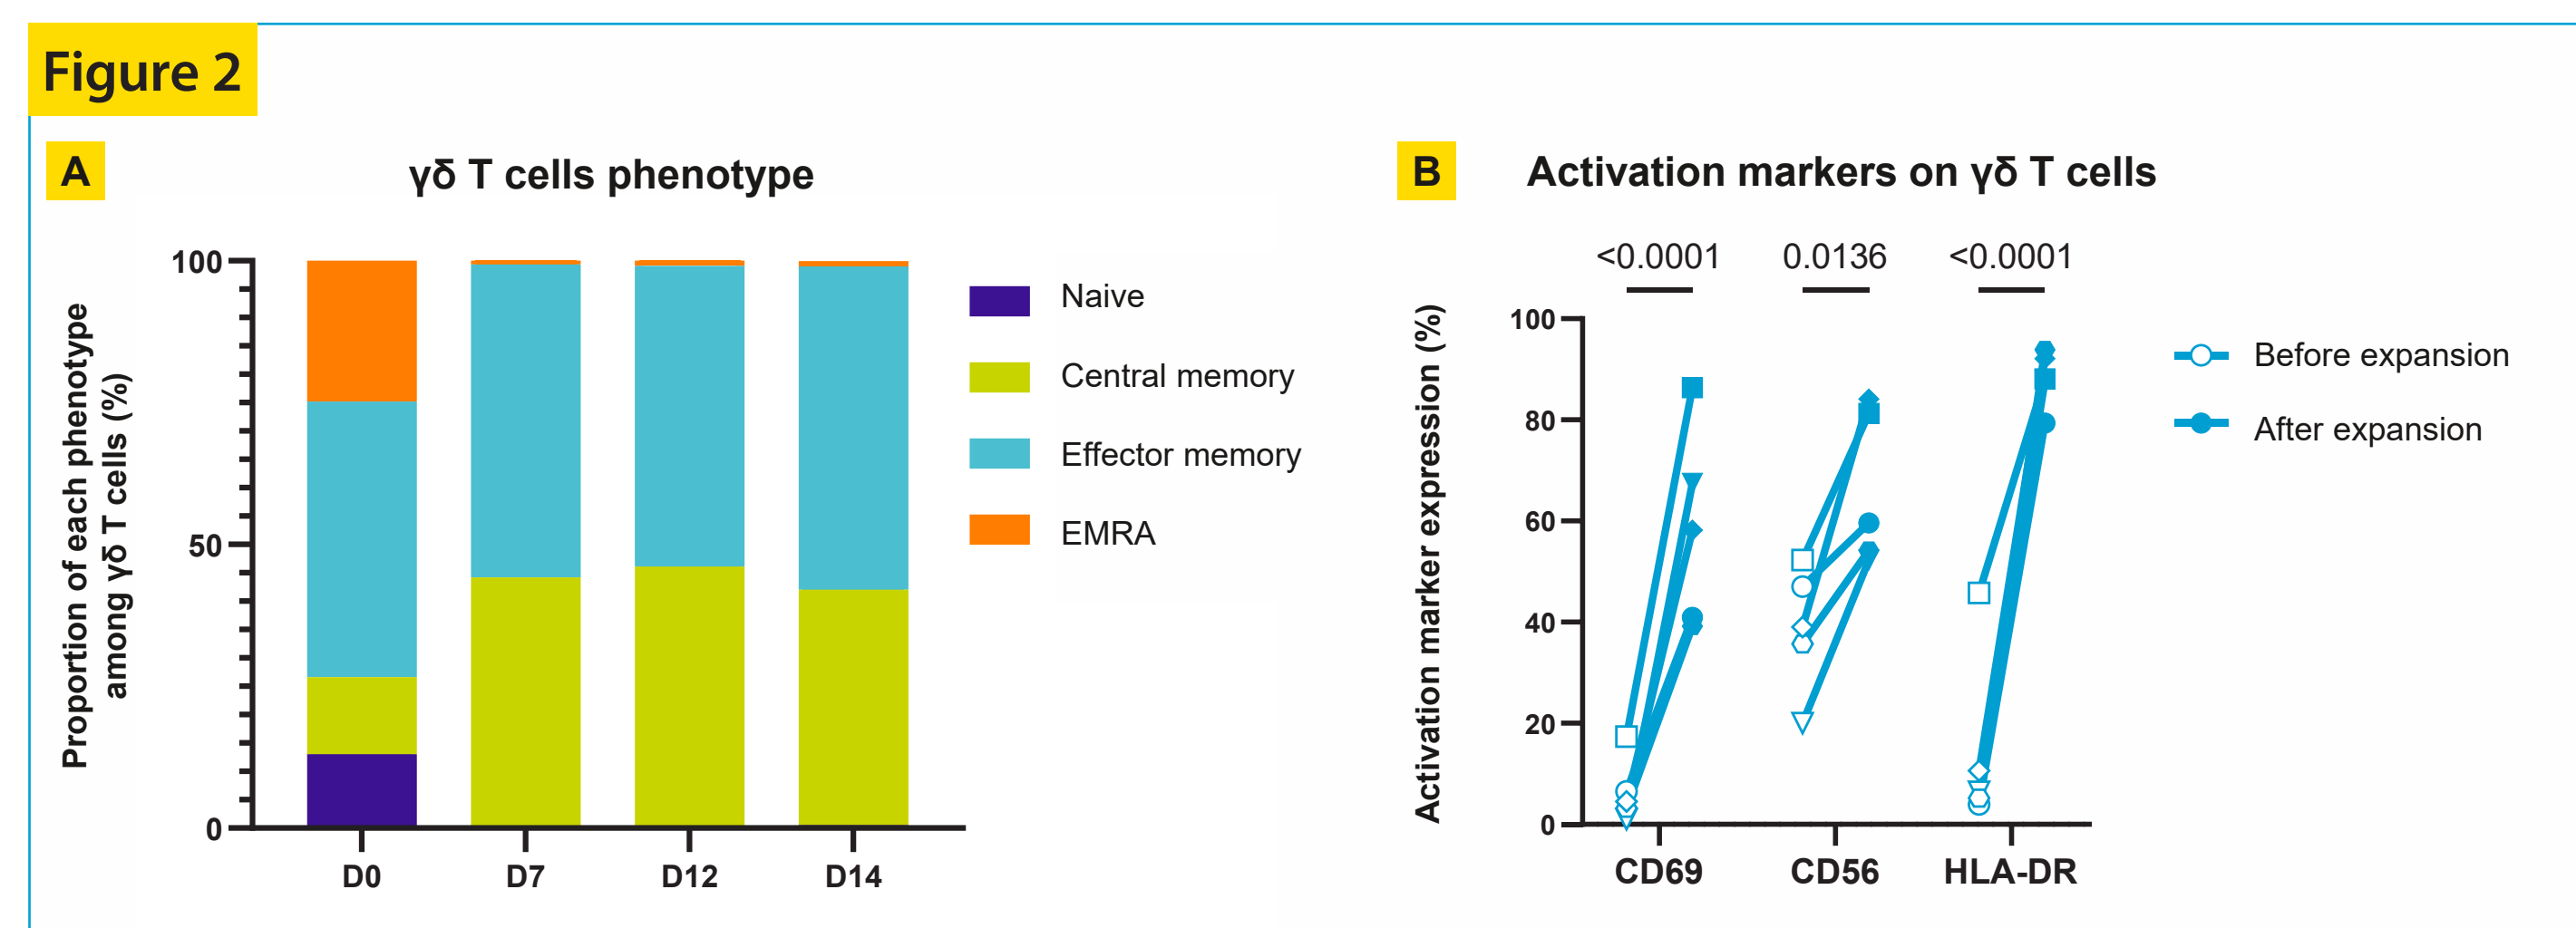 Figure 2
A
γδ T cells phenotype
Proportion of each phenotype
among γδ T cells (%)
100
50
0
D0
D7
D12
D14
Naive
Central memory
Effector memory
EMRA
B
Activation markers on γδ T cells
<0.0001
0.0136
<0.0001
Activation marker expression (%)
100
80
60
40
20
0
CD69
CD56
HLA-DR
Before expansion
After expansion